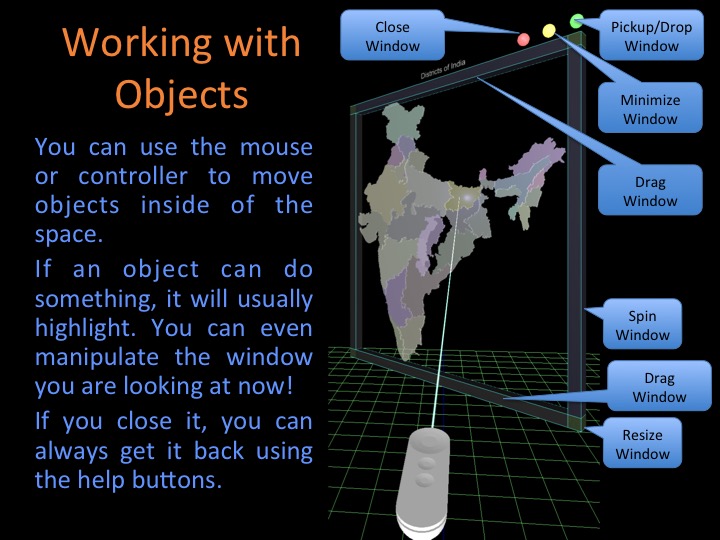 Working with
Objects
You can use the mouse
or controller to move
objects inside of the
space.
If an object can do
something, it will usually
highlight. You can even
manipulate the window
you are looking at now!
If you close it, you can
always get it back using
the help buttons.
Close
Window
Pickup/Drop
Window
Minimize
Window
Districts of India
Drag
Window
Spin
Window
Drag
Window
Resize
Window